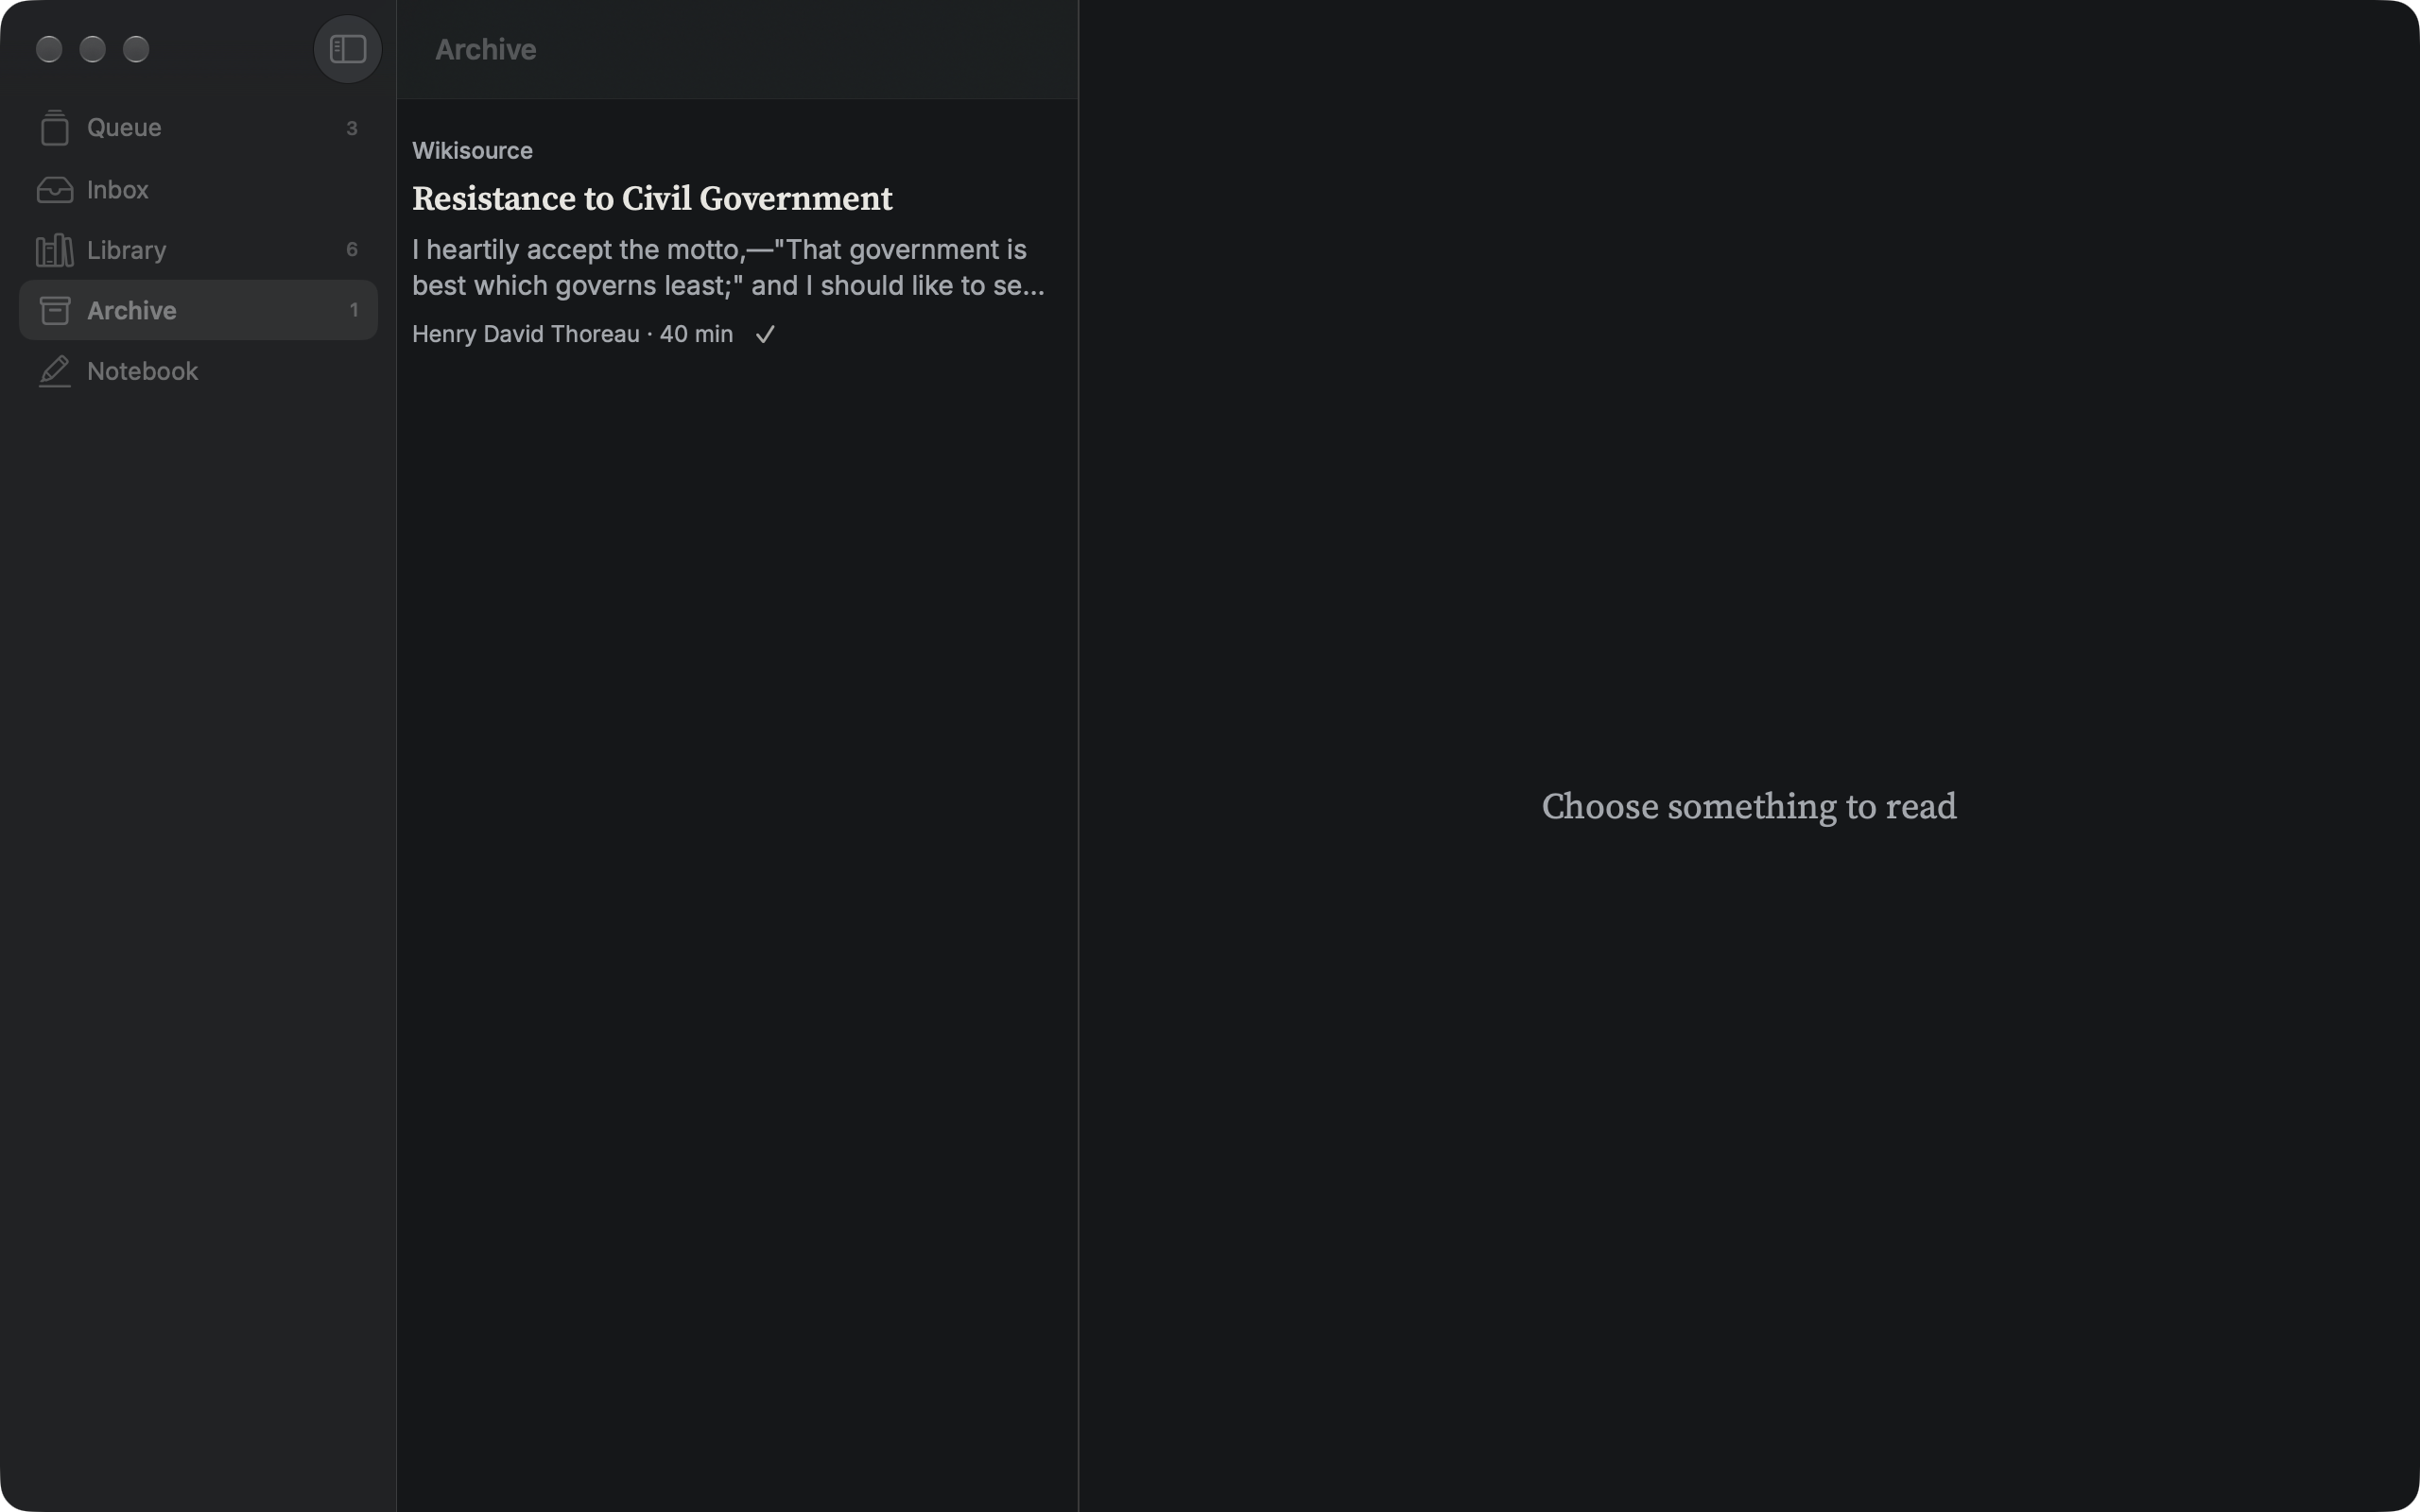 Queue 3
Inbox
Library 6
Archive 1
Notebook
Archive
Wikisource
Resistance to Civil Government
I heartily accept the motto,—"That government is
best which governs least;" and I should like to se...
Henry David Thoreau · 40 min ✓
Choose something to read